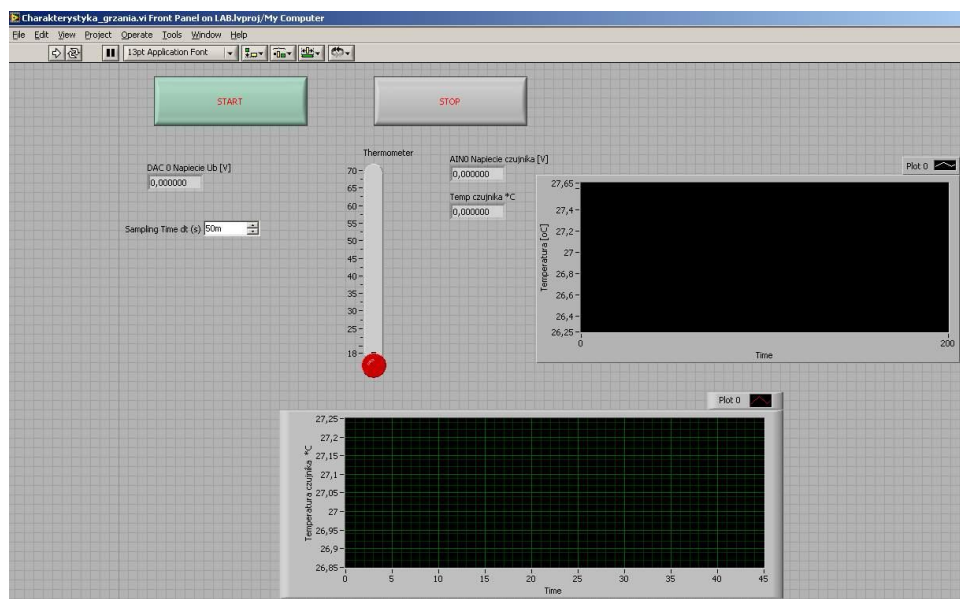 Charakterystyka_grzania.vi Front Panel on LAB.lvproj/My Computer
File Edit View Project Operate Tools Window Help
13pt Application Font
START
STOP
DAC 0 Napiecie Ub [V]
0,000000
Sampling Time dt (s) 50m
Thermometer
70
65
60
55
50
45
40
35
30
25
18
AIN0 Napiecie czujnika [V]
0,000000
Temp czujnika *C
0,000000
Plot 0
Temperatura [oC]
27,65
27,4
27,2
27
26,8
26,6
26,4
26,25
0 200
Time
Plot 0
Temperatura czujnika *C
27,25
27,2
27,15
27,1
27,05
27
26,95
26,9
26,85
0 5 10 15 20 25 30 35 40 45
Time